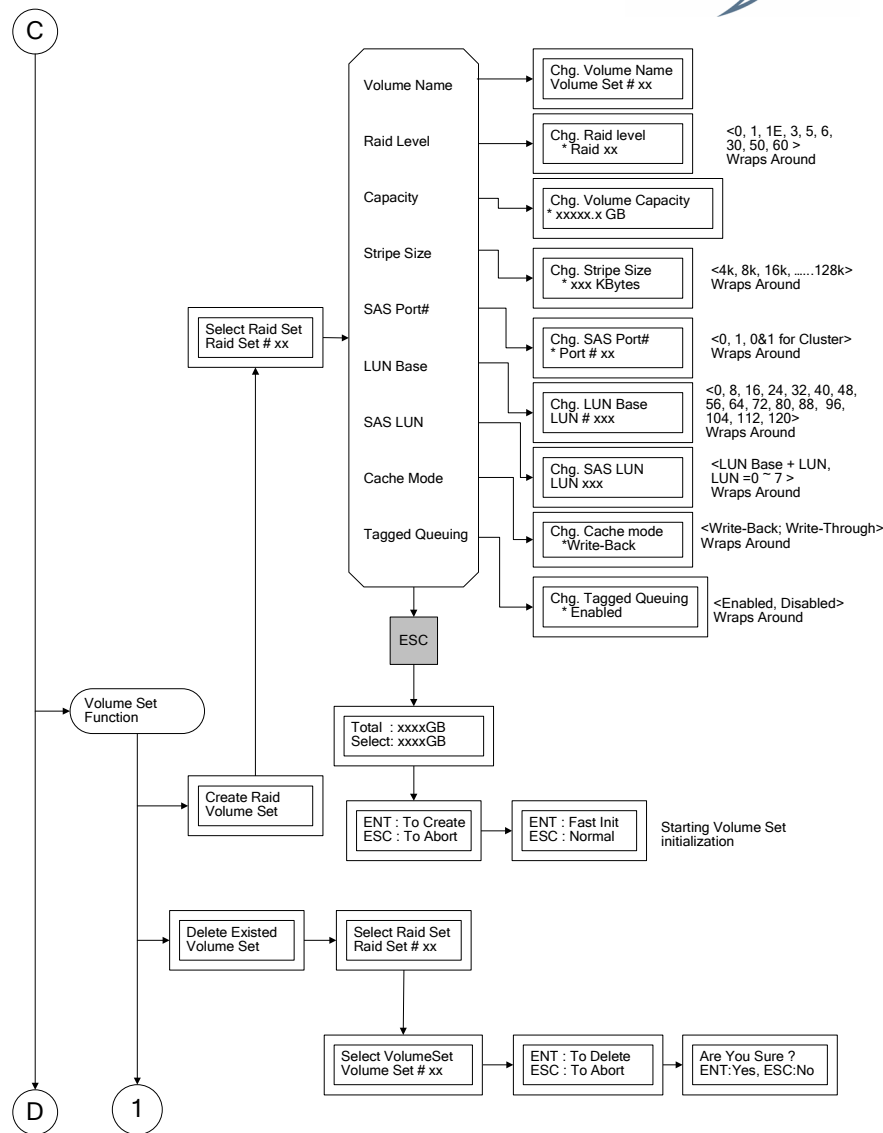 C
Volume Name
Raid Level
Capacity
Stripe Size
SAS Port#
LUN Base
SAS LUN
Cache Mode
Tagged Queuing
Chg. Volume Name
Volume Set # xx
Chg. Raid level
* Raid xx
<0, 1, 1E, 3, 5, 6,
30, 50, 60 >
Wraps Around
Chg. Volume Capacity
* xxxxx.x GB
Chg. Stripe Size
* xxx KBytes
<4k, 8k, 16k, ......128k>
Wraps Around
Select Raid Set
Raid Set # xx
Chg. SAS Port#
* Port # xx
<0, 1, 0&1 for Cluster>
Wraps Around
Chg. LUN Base
LUN # xxx
<0, 8, 16, 24, 32, 40, 48,
56, 64, 72, 80, 88, 96,
104, 112, 120>
Wraps Around
Chg. SAS LUN
LUN xxx
<LUN Base + LUN,
LUN =0 ~ 7 >
Wraps Around
Chg. Cache mode
*Write-Back
<Write-Back; Write-Through>
Wraps Around
Chg. Tagged Queuing
* Enabled
<Enabled, Disabled>
Wraps Around
ESC
Volume Set
Function
Total : xxxxGB
Select: xxxxGB
Create Raid
Volume Set
ENT : To Create
ESC : To Abort
ENT : Fast Init
ESC : Normal
Starting Volume Set
initialization
Delete Existed
Volume Set
Select Raid Set
Raid Set # xx
Select VolumeSet
Volume Set # xx
ENT : To Delete
ESC : To Abort
Are You Sure ?
ENT:Yes, ESC:No
D
1